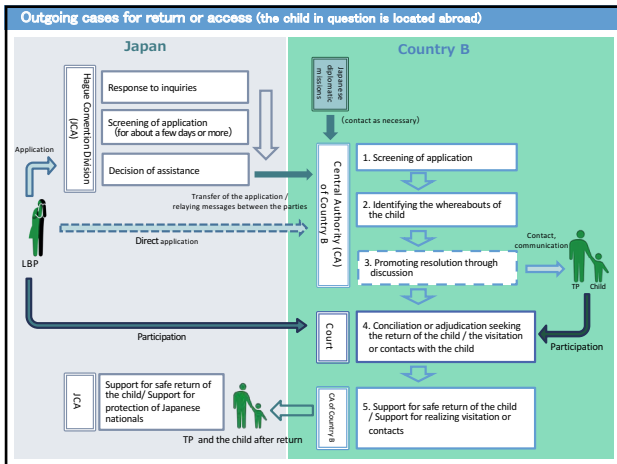 Outgoing cases for return or access (the child in question is located abroad)
Japan
Country B
Hague Convention Division
(JCA)
Response to inquiries
Screening of application
(for about a few days or more)
Decision of assistance
Japanese
diplomatic
missions
(contact as necessary)
Application
LBP
Transfer of the application /
relaying messages between the parties
Direct application
Central Authority (CA)
of Country B
1. Screening of application
2. Identifying the whereabouts of
the child
3. Promoting resolution through
discussion
Contact,
communication
TP
Child
Participation
Court
4. Conciliation or adjudication seeking
the return of the child / the visitation
or contacts with the child
Participation
JCA
Support for safe return of
the child/ Support for
protection of Japanese
nationals
TP and the child after return
CA of Country B
5. Support for safe return of the child
/ Support for realizing visitation or
contacts